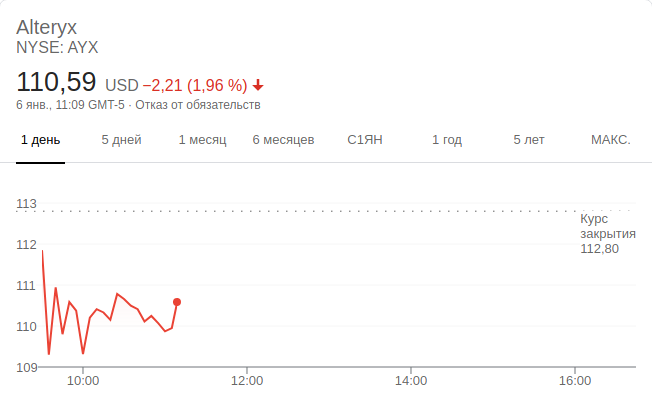 Alteryx
NYSE: AYX
110,59 USD −2,21 (1,96 %)
6 янв., 11:09 GMT-5 · Отказ от обязательств
1 день 5 дней 1 месяц 6 месяцев С1ЯН 1 год 5 лет МАКС.
113
Курс
закрытия
112,80
112
111
110
109
10:00 12:00 14:00 16:00